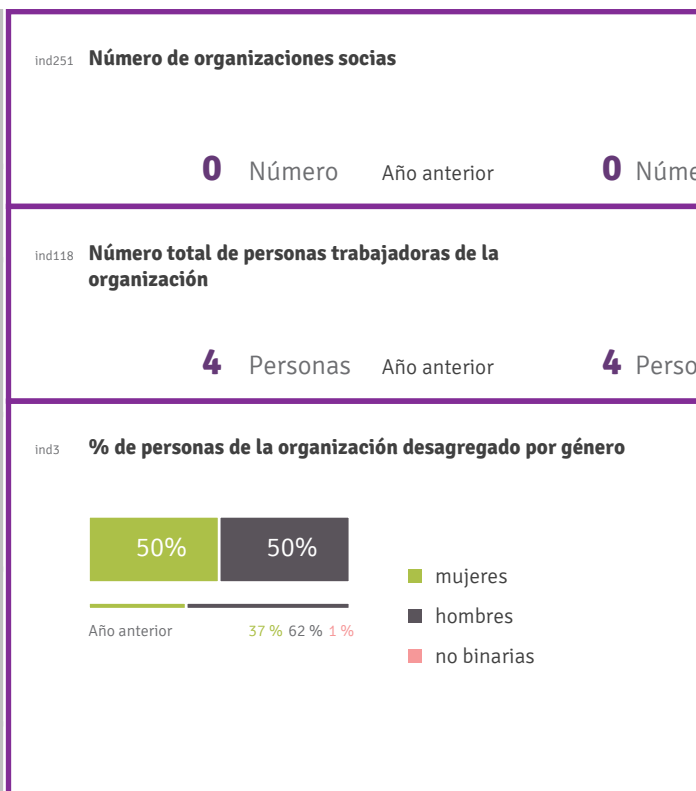 ind251 Número de organizaciones socias
0 Número Año anterior 0 Núme
ind118 Número total de personas trabajadoras de la
organización
4 Personas Año anterior 4 Perso
ind3 % de personas de la organización desagregado por género
50% 50%
mujeres
hombres
Año anterior 37 % 62 % 1 %
no binarias